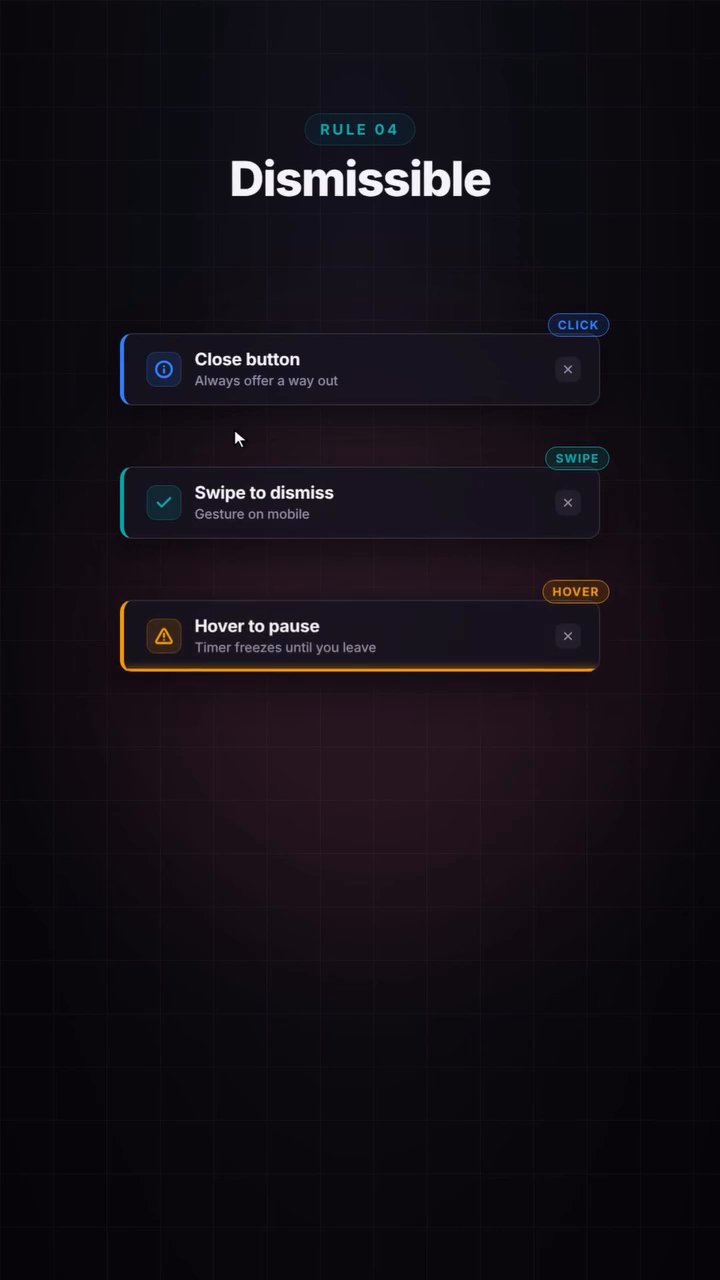 RULE 04
Dismissible
CLICK
Close button
Always offer a way out
SWIPE
Swipe to dismiss
Gesture on mobile
HOVER
Hover to pause
Timer freezes until you leave